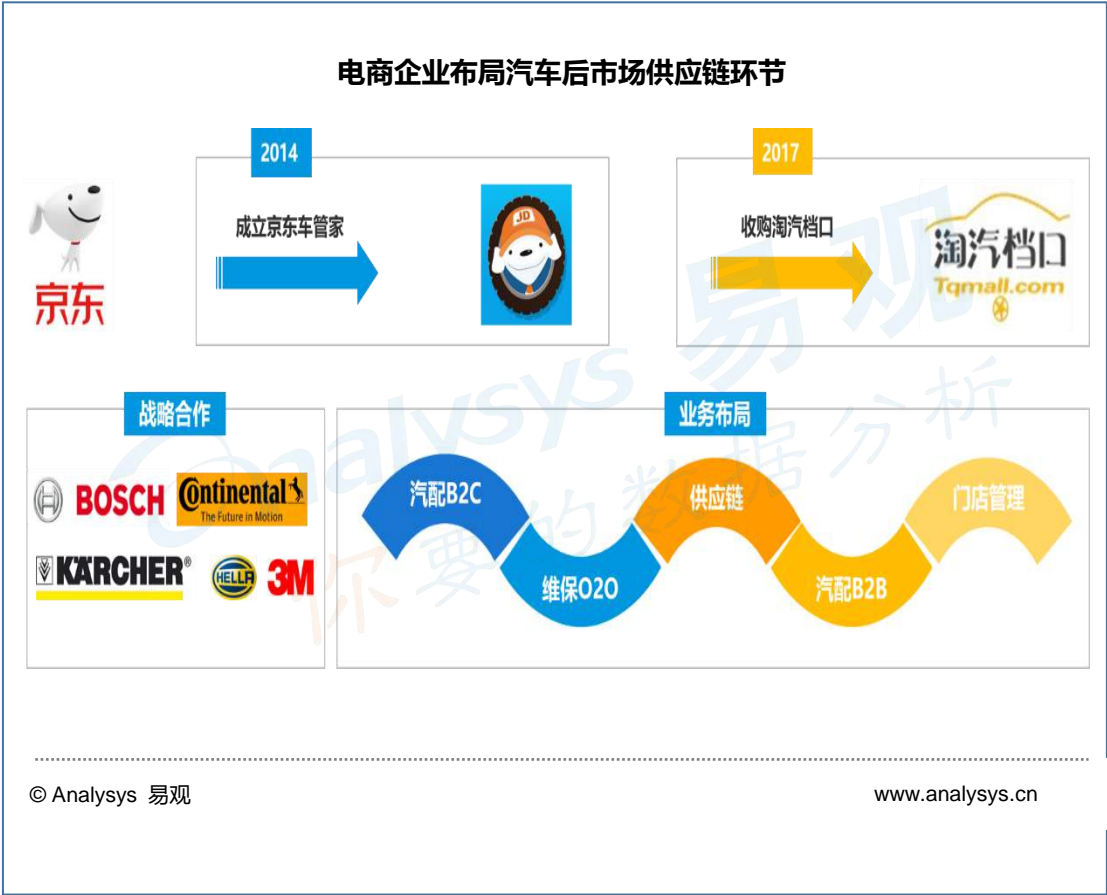 电商企业布局汽车后市场供应链环节
2014
2017
成立京东车管家
收购淘汽档口
JD
淘汽档口
Tqmall.com
京东
战略合作
业务布局
BOSCH
Continental
The Future in Motion
KÄRCHER®
HELLA
3M
汽配B2C
供应链
门店管理
维保O2O
汽配B2B
Analysys 易观
你要的数据分析
© Analysys 易观
www.analysys.cn